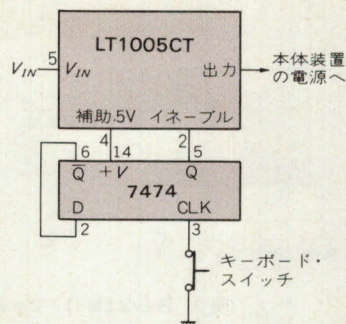 LT1005CT
5
V_IN
V_IN
出力
本体装置
の電源へ
補助.5V
イネーブル
4
2
6
14
5
Q̅
+V
Q
7474
D
CLK
2
3
キーボード・
スイッチ